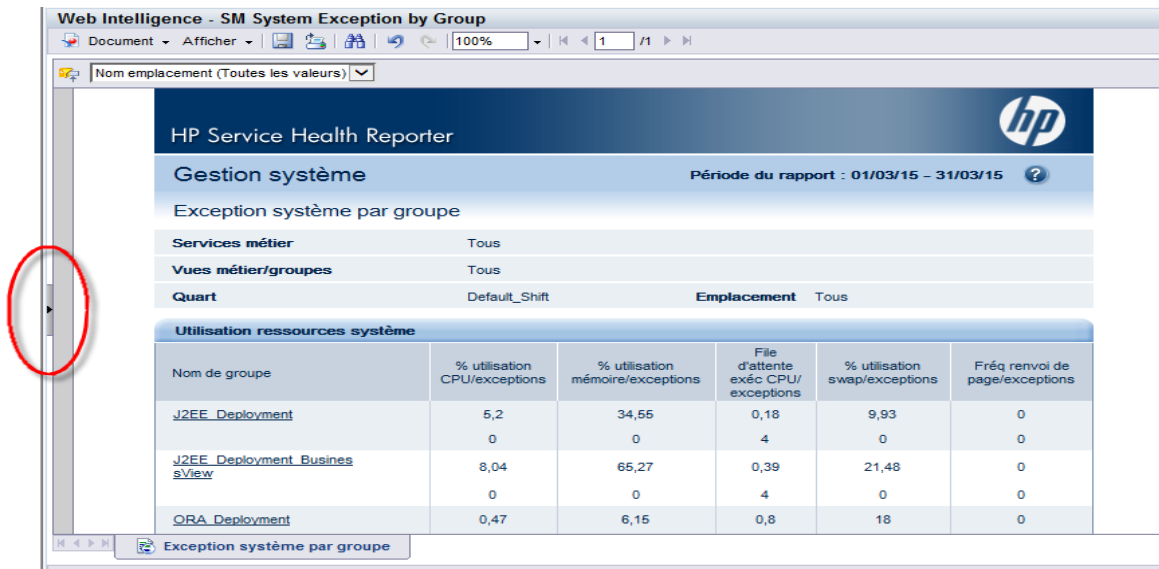 Web Intelligence - SM System Exception by Group
Document Afficher 100% 1 /1
Nom emplacement (Toutes les valeurs)
HP Service Health Reporter hp
Gestion système Période du rapport : 01/03/15 - 31/03/15 ?
Exception système par groupe
Services métier Tous
Vues métier/groupes Tous
Quart Default_Shift Emplacement Tous
Utilisation ressources système
Nom de groupe
% utilisation
CPU/exceptions
% utilisation
mémoire/exceptions
File
d'attente
exéc CPU/
exceptions
% utilisation
swap/exceptions
Fréq renvoi de
page/exceptions
J2EE_Deployment 5,2 34,55 0,18 9,93 0
0 0 4 0 0
J2EE_Deployment_Busines
sView
8,04 65,27 0,39 21,48 0
0 0 4 0 0
ORA_Deployment 0,47 6,15 0,8 18 0
Exception système par groupe